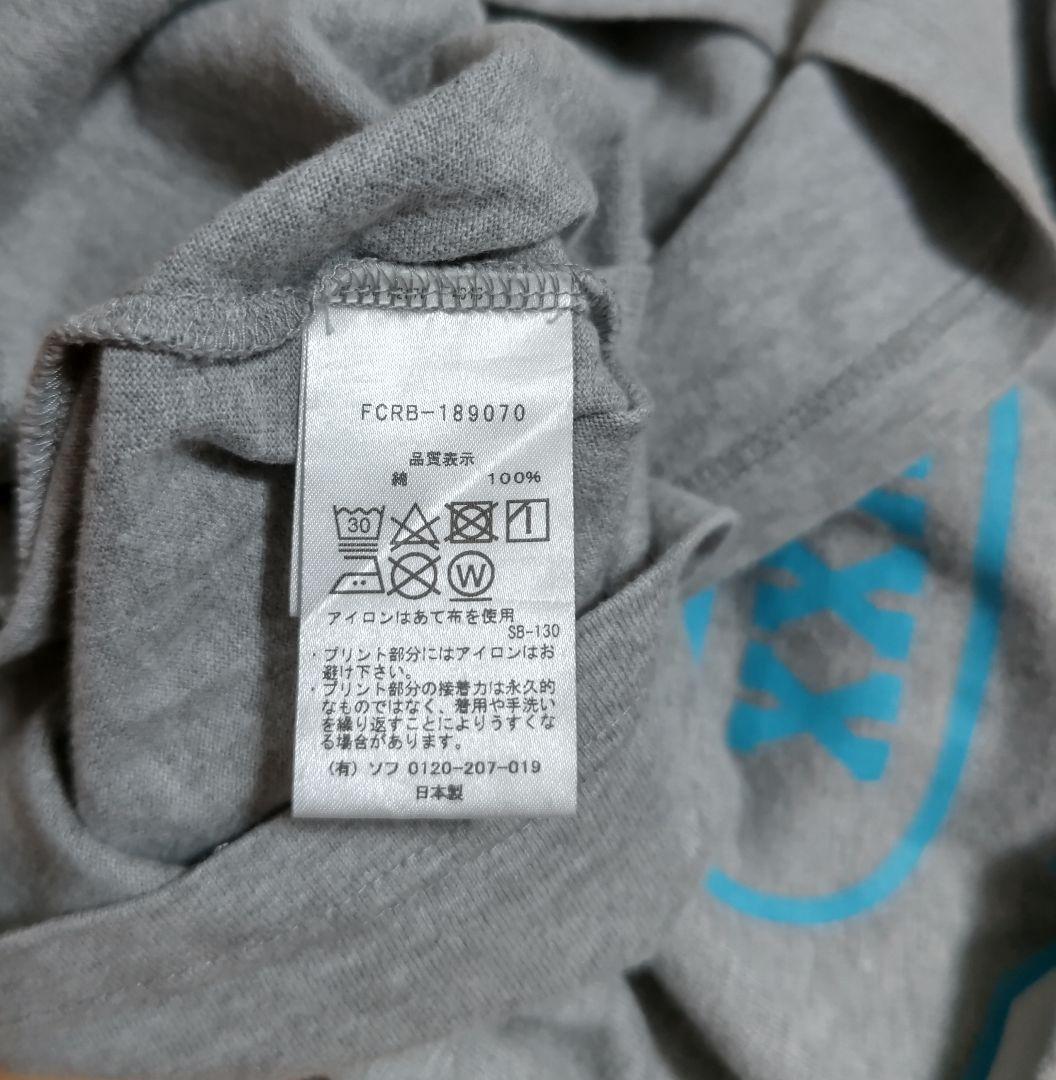 FCRB-189070
品質表示
綿 100%
30
W
アイロンはあて布を使用
SB-130
・プリント部分にはアイロンはお
避け下さい。
・プリント部分の接着力は永久的
なものではなく、着用や手洗い
を繰り返すことによりうすくな
る場合があります。
(有)ソフ 0120-207-019
日本製